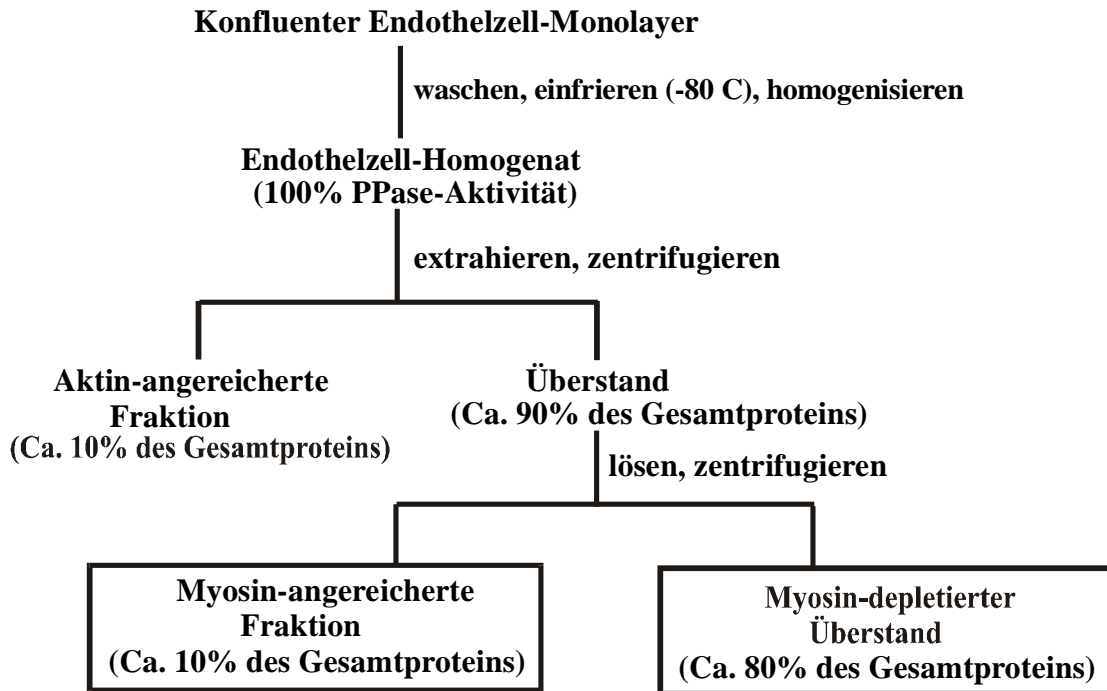 Konfluenter Endothelzell-Monolayer
waschen, einfrieren (-80 C), homogenisieren
Endothelzell-Homogenat
(100% PPase-Aktivität)
extrahieren, zentrifugieren
Aktin-angereicherte
Fraktion
(Ca. 10% des Gesamtproteins)
Überstand
(Ca. 90% des Gesamtproteins)
lösen, zentrifugieren
Myosin-angereicherte
Fraktion
(Ca. 10% des Gesamtproteins)
Myosin-depletierter
Überstand
(Ca. 80% des Gesamtproteins)